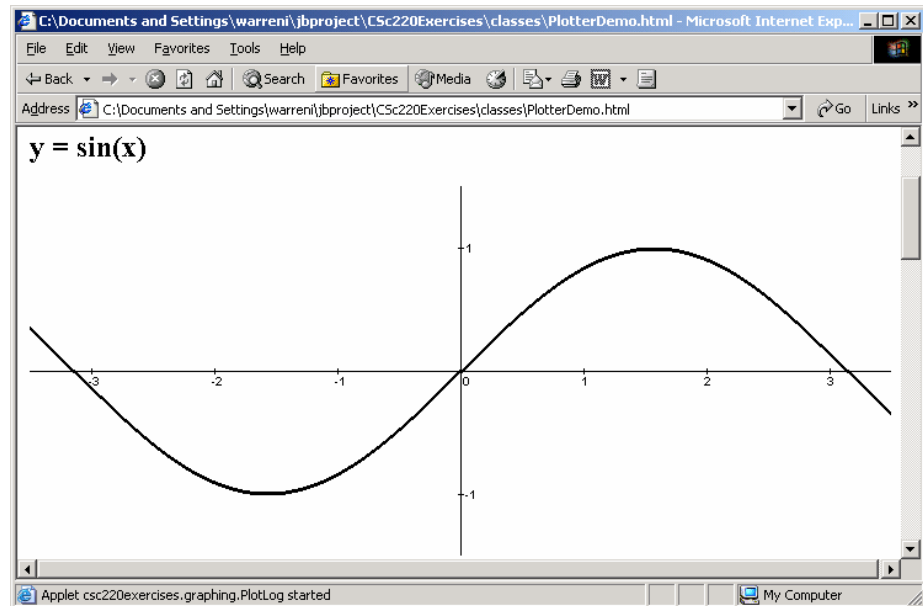 C:\Documents and Settings\warreni\jbproject\CSc220Exercises\classes\PlotterDemo.html - Microsoft Internet Exp...
File Edit View Favorites Tools Help
Back Search Favorites Media
Address C:\Documents and Settings\warreni\jbproject\CSc220Exercises\classes\PlotterDemo.html Go Links »
y = sin(x)
1
-3 -2 -1 0 1 2 3
-1
Applet csc220exercises.graphing.PlotLog started My Computer